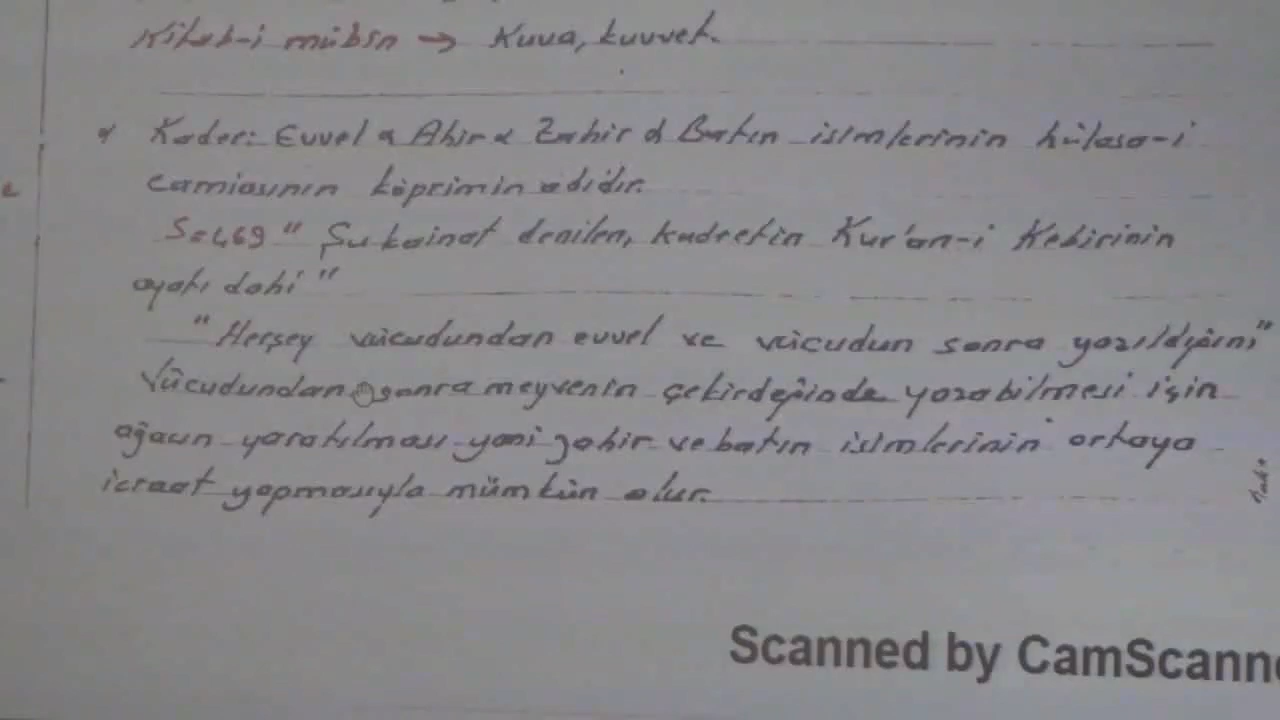 Kitab-i mübin → Kuva, kuvvet.
Kader: Evvel & Ahir & Zahir & Batın isimlerinin hülasa-i
camiasının adıdır.
S=469 " Şu kainat denilen, kudretin Kur'an-i Kebirinin
ayatı dahi "
" Herşey vücudundan evvel ve vücudun sonra yazıldığını "
Vücudundan sonra meyvenin çekirdeğinde yazabilmesi için
ağacın yaratılması yani zahir ve batın isimlerinin ortaya
icraat yapmasıyla mümkün olur.
Scanned by CamScanne